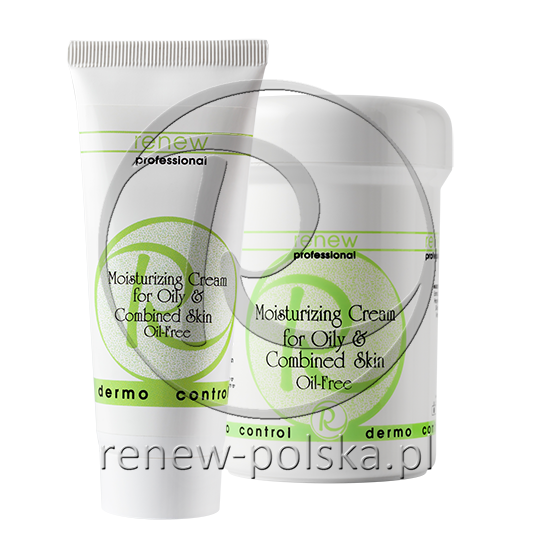 renew
professional
Moisturizing Cream
for Oily &
Combined Skin
Oil-Free
dermo control
renew
professional
Moisturizing Cream
for Oily &
Combined Skin
Oil-Free
control dermo
renew-polska.pl